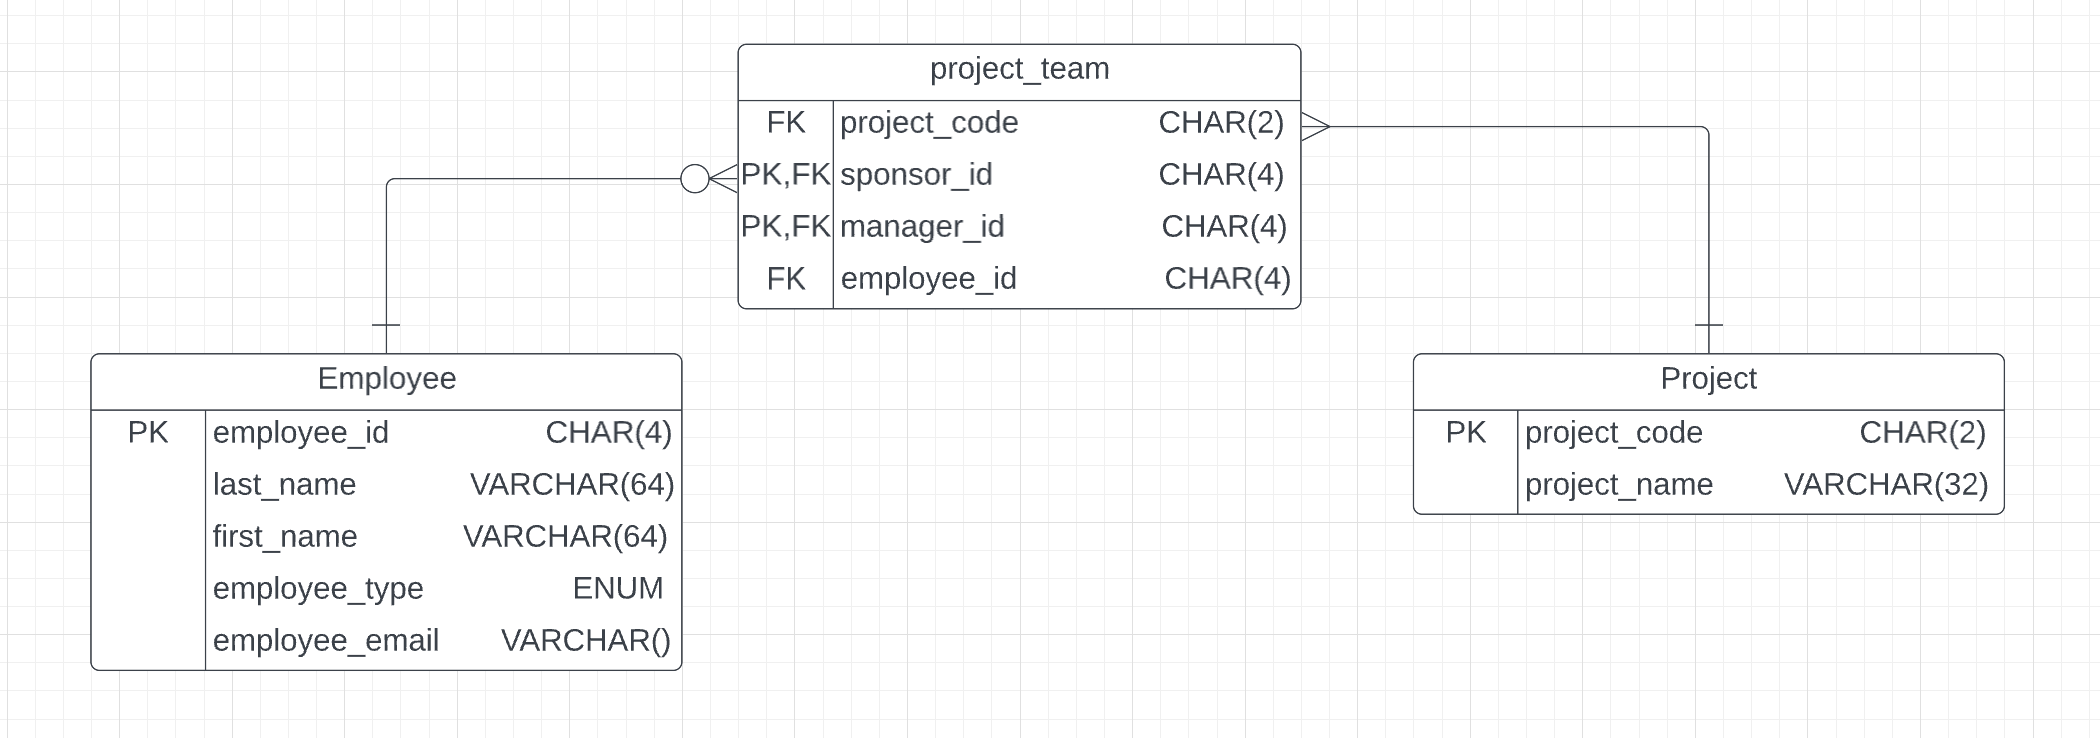 project_team
FK project_code CHAR(2)
PK,FK sponsor_id CHAR(4)
PK,FK manager_id CHAR(4)
FK employee_id CHAR(4)
Employee
PK employee_id CHAR(4)
last_name VARCHAR(64)
first_name VARCHAR(64)
employee_type ENUM
employee_email VARCHAR()
Project
PK project_code CHAR(2)
project_name VARCHAR(32)